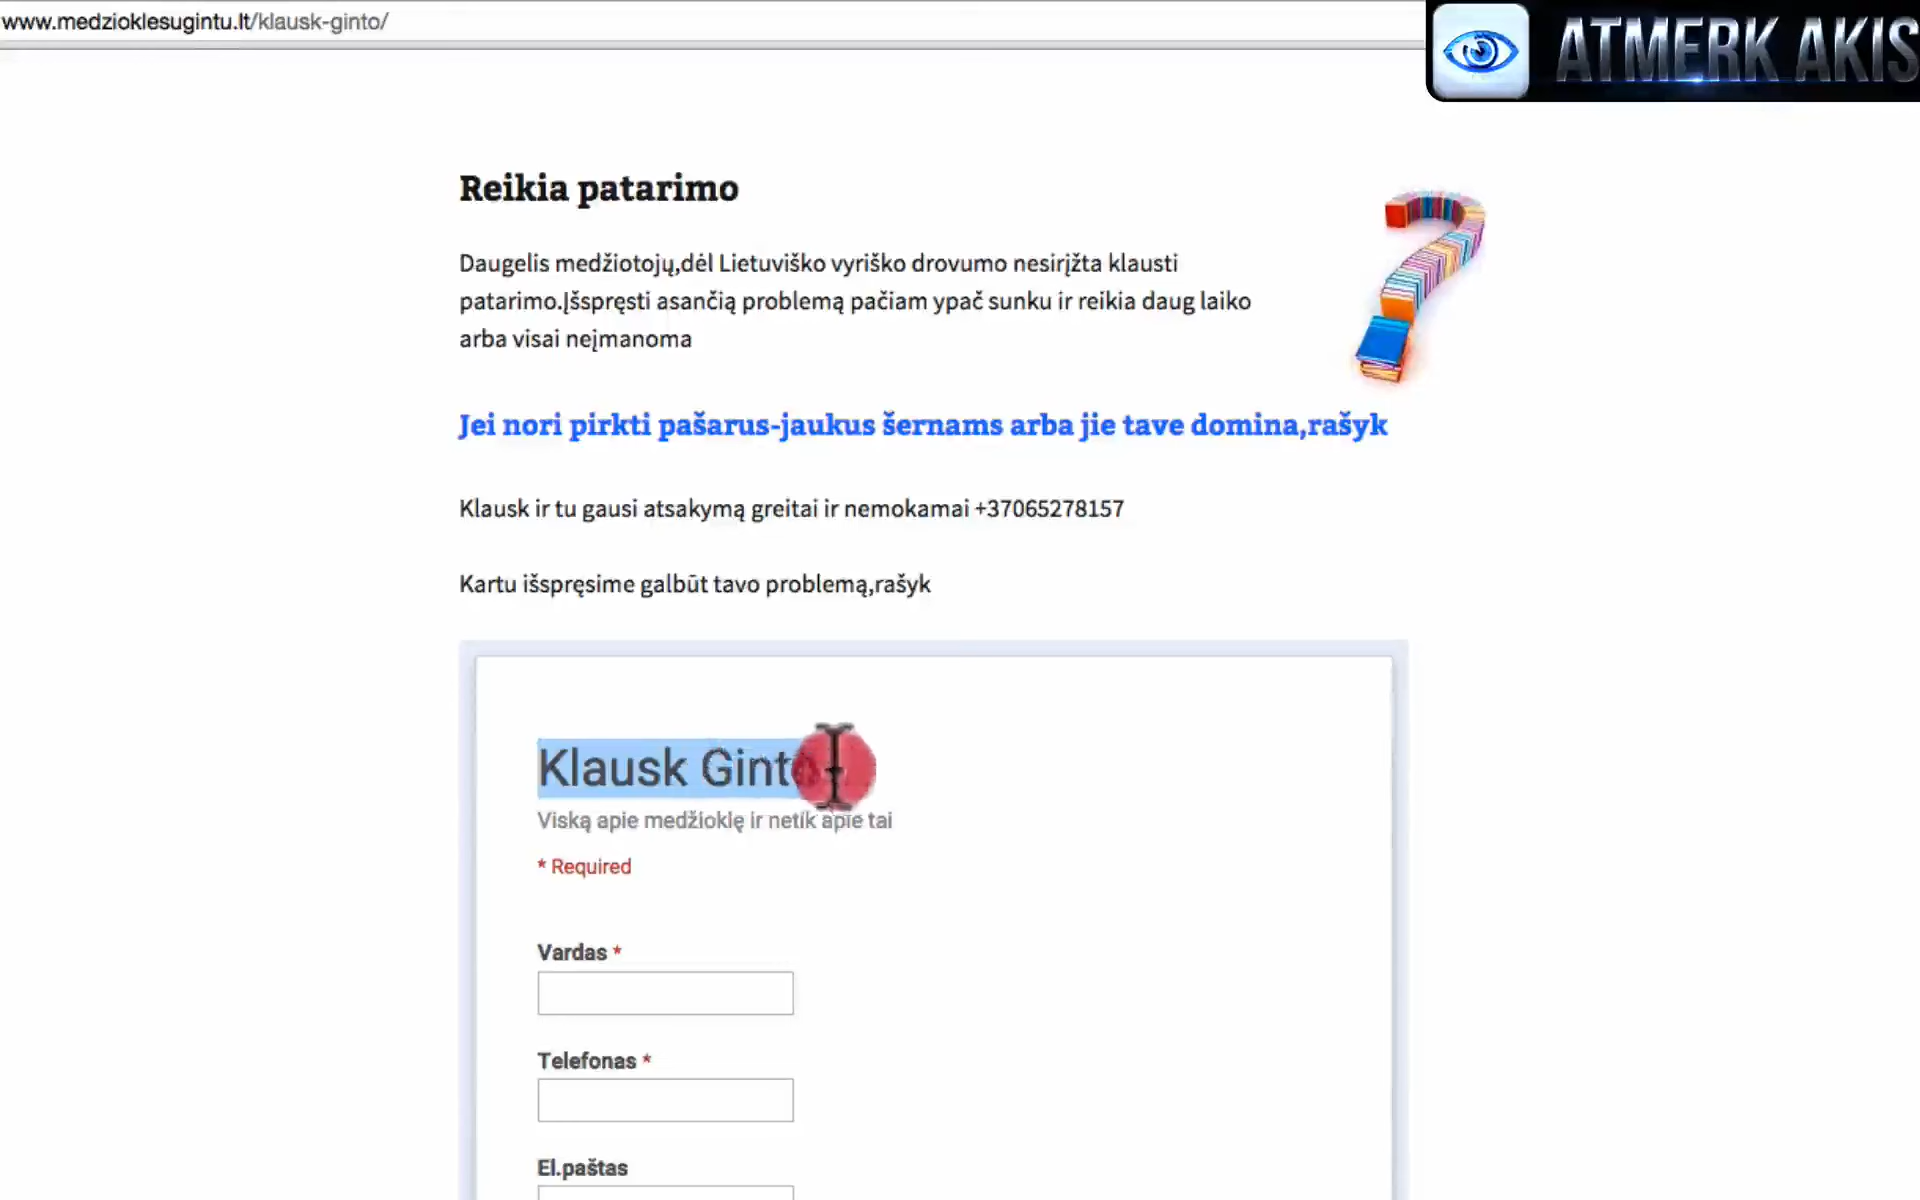 www.medzioklesugintu.lt/klausk-ginto/
ATMERK AKIS
Reikia patarimo
Daugelis medžiotojų,dėl Lietuviško vyriško drovumo nesirįžta klausti
patarimo.Įšspręsti asančią problemą pačiam ypač sunku ir reikia daug laiko
arba visai neįmanoma
Jei nori pirkti pašarus-jaukus šernams arba jie tave domina,rašyk
Klausk ir tu gausi atsakymą greitai ir nemokamai +37065278157
Kartu išspręsime galbūt tavo problemą,rašyk
Klausk Ginto
Viską apie medžioklę ir netik apie tai
* Required
Vardas *
Telefonas *
El.paštas